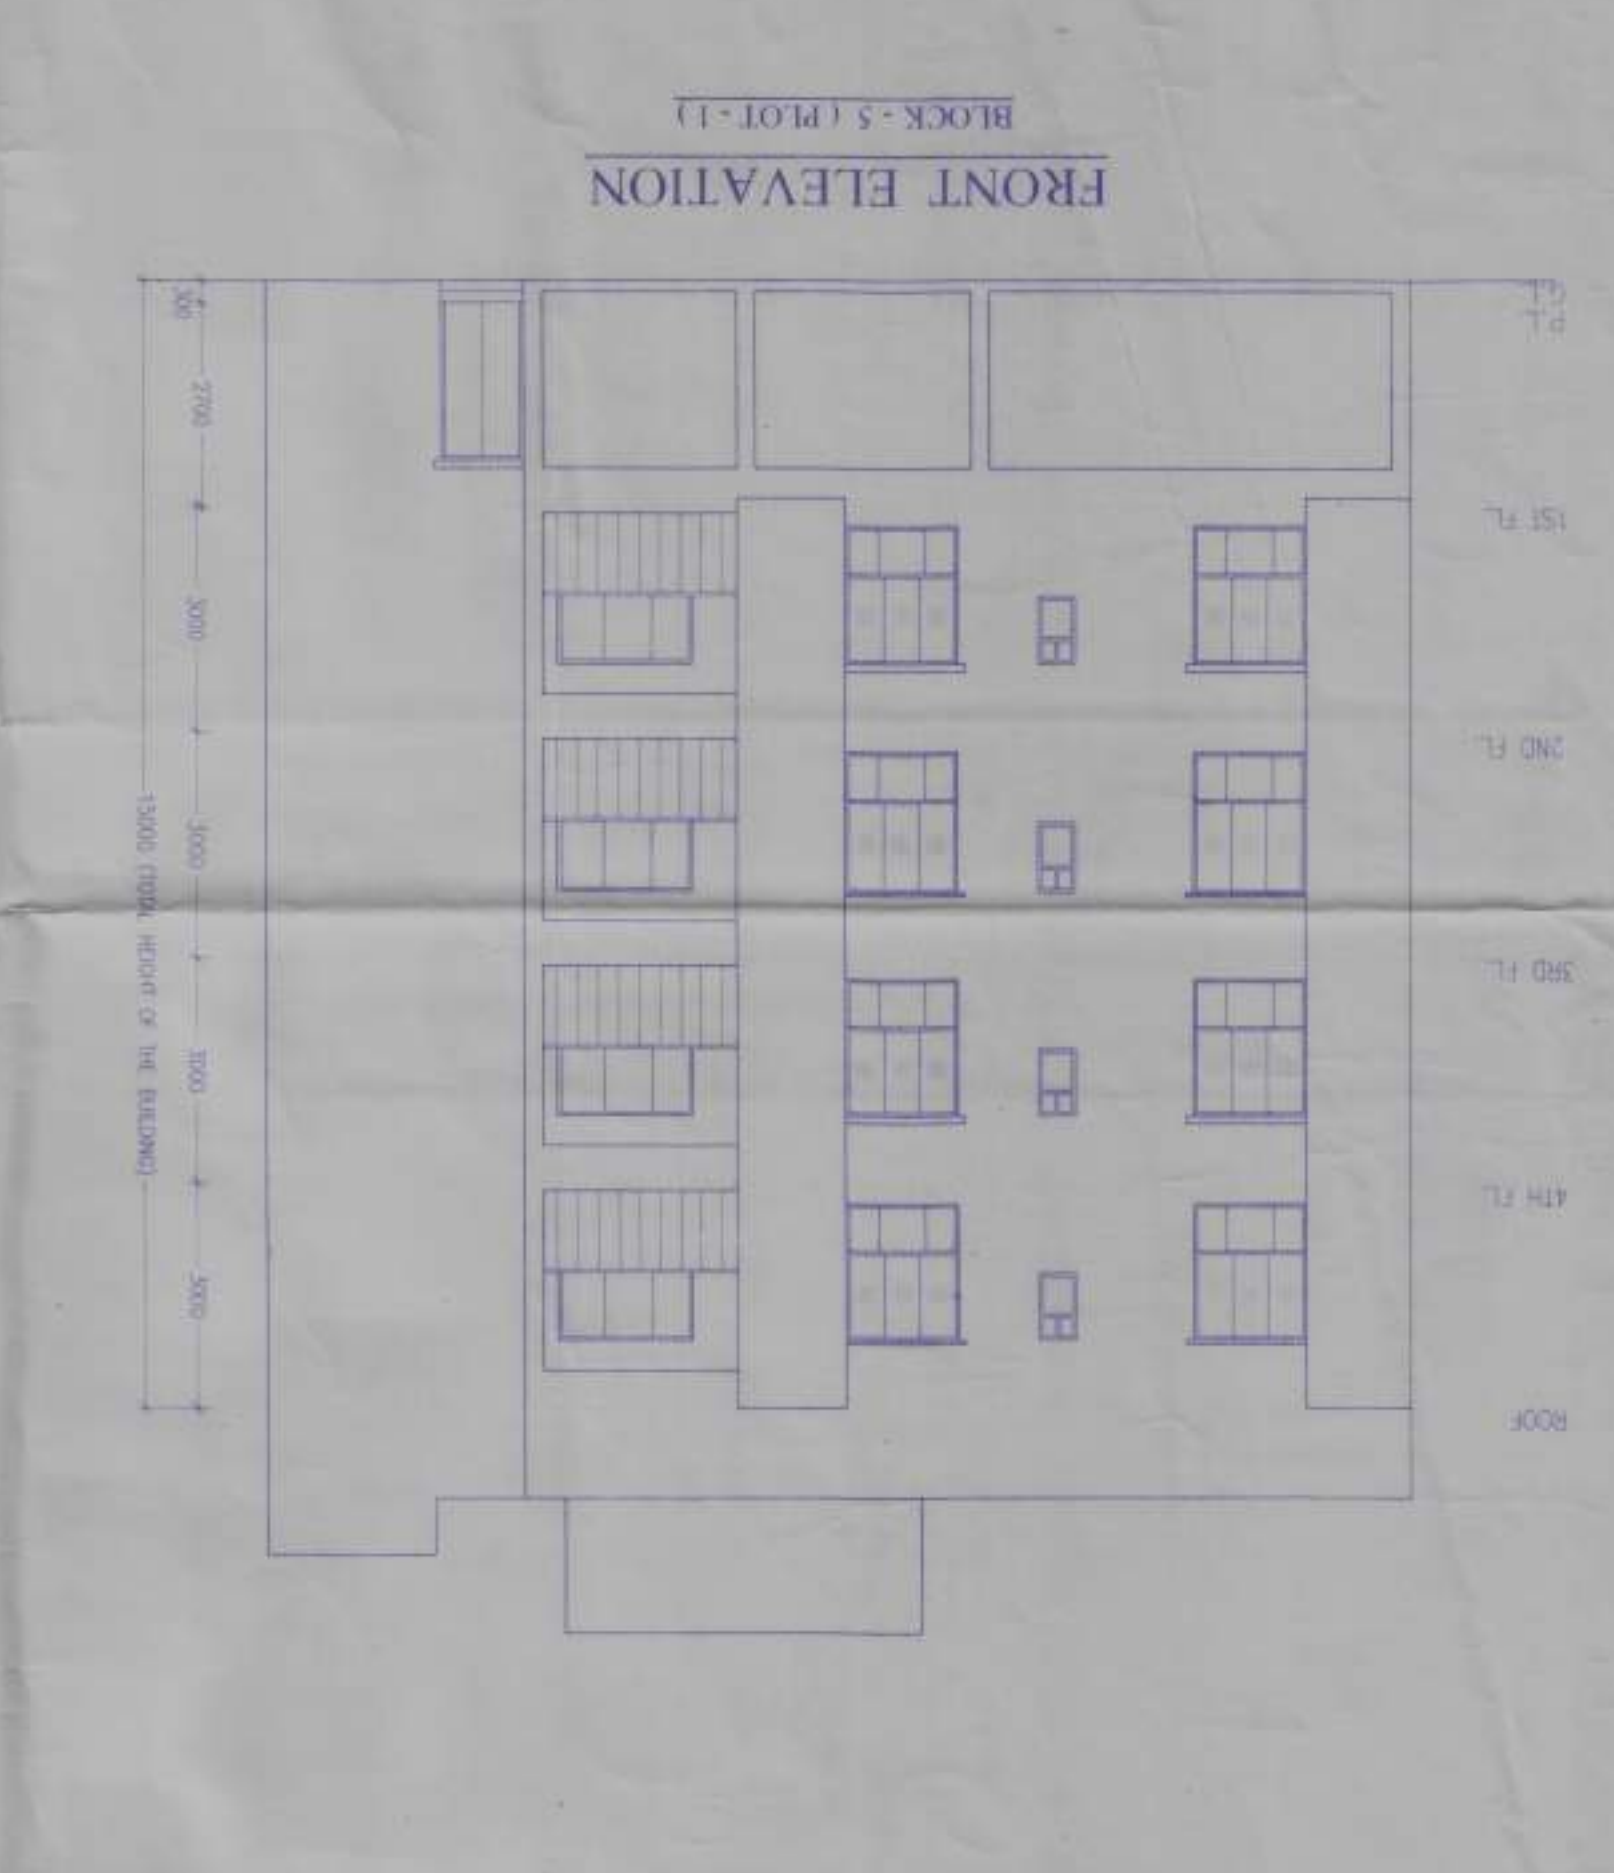 ROOF
4TH FL.
3RD FL.
2ND FL.
1ST FL.
P.L.
G.L.
3000
3000
3000
3000
2700
300
15000 (TOTAL HEIGHT OF THE BUILDING)
FRONT ELEVATION
BLOCK - 5 ( PLOT - 1 )